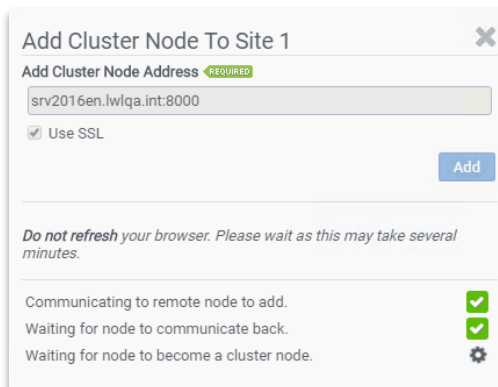 Add Cluster Node To Site 1
Add Cluster Node Address REQUIRED
srv2016en.lwlqa.int:8000
Use SSL
Add
Do not refresh your browser. Please wait as this may take several
minutes.
Communicating to remote node to add.
Waiting for node to communicate back.
Waiting for node to become a cluster node.